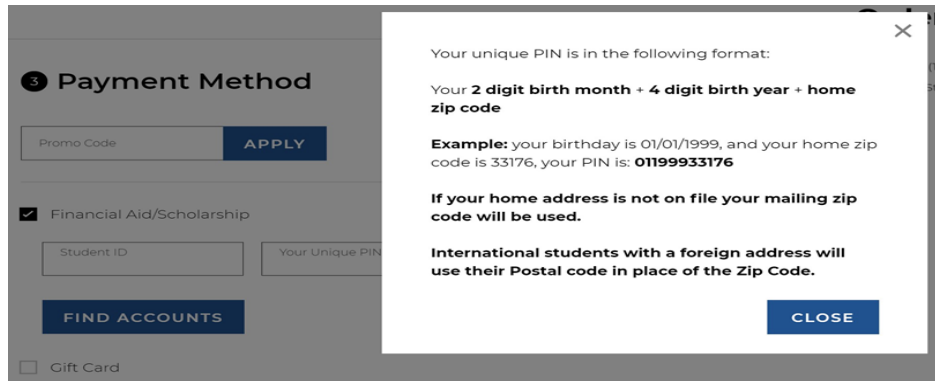 3 Payment Method
Promo Code
APPLY
Financial Aid/Scholarship
Student ID
Your Unique PIN
FIND ACCOUNTS
Gift Card
Your unique PIN is in the following format:
Your 2 digit birth month + 4 digit birth year + home
zip code
Example: your birthday is 01/01/1999, and your home zip
code is 33176, your PIN is: 01199933176
If your home address is not on file your mailing zip
code will be used.
International students with a foreign address will
use their Postal code in place of the Zip Code.
CLOSE